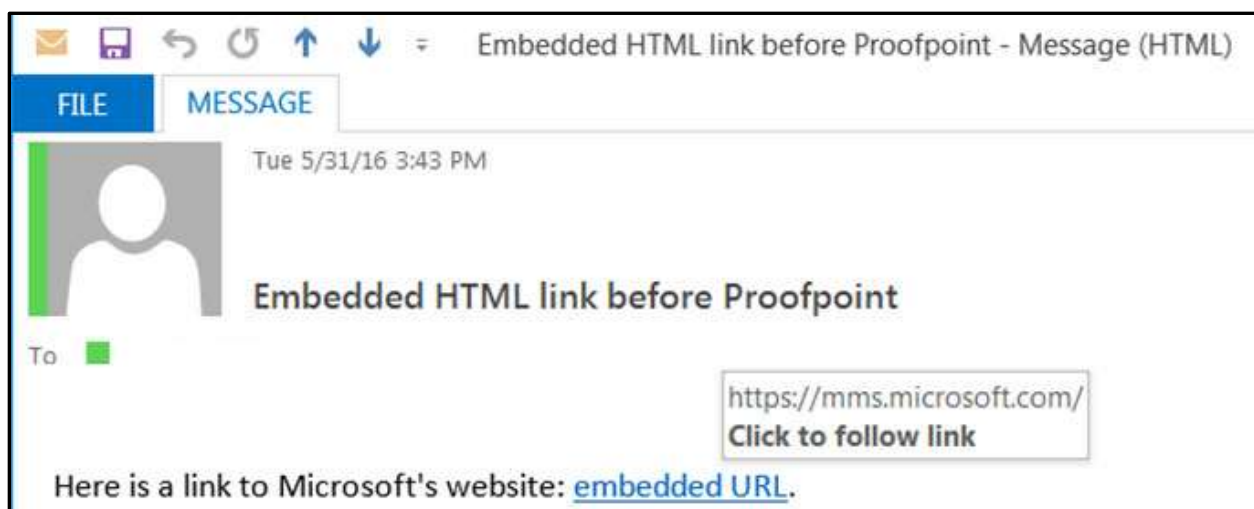 Embedded HTML link before Proofpoint - Message (HTML)
FILE MESSAGE
Tue 5/31/16 3:43 PM
Embedded HTML link before Proofpoint
To
https://mms.microsoft.com/
Click to follow link
Here is a link to Microsoft's website: embedded URL.